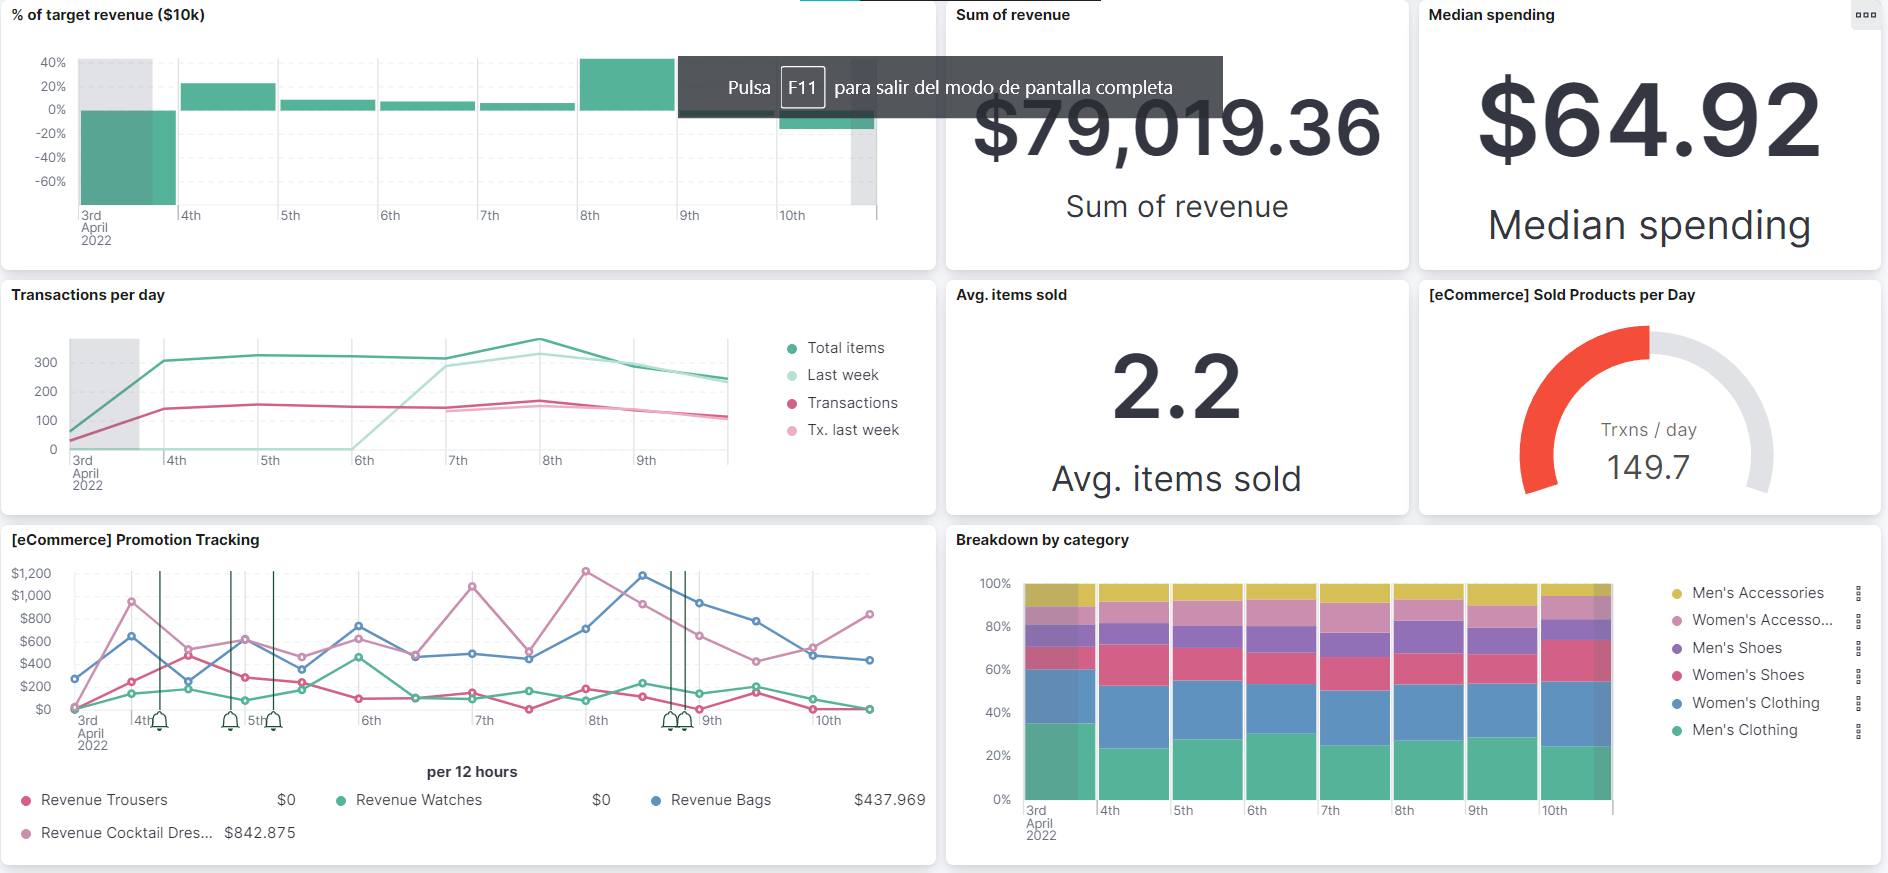 % of target revenue ($10k)
40%
20%
0%
-20%
-40%
-60%
3rd 4th 5th 6th 7th 8th 9th 10th
April
2022
Pulsa F11 para salir del modo de pantalla completa
Sum of revenue
$79,019.36
Sum of revenue
Median spending
$64.92
Median spending
Transactions per day
300
200
100
0
3rd 4th 5th 6th 7th 8th 9th
April
2022
Total items
Last week
Transactions
Tx. last week
Avg. items sold
2.2
Avg. items sold
[eCommerce] Sold Products per Day
Trxns / day
149.7
[eCommerce] Promotion Tracking
$1,200
$1,000
$800
$600
$400
$200
$0
3rd 4th 5th 6th 7th 8th 9th 10th
April
2022
per 12 hours
Revenue Trousers $0 Revenue Watches $0 Revenue Bags $437.969
Revenue Cocktail Dres... $842.875
Breakdown by category
100%
80%
60%
40%
20%
0%
3rd 4th 5th 6th 7th 8th 9th 10th
April
2022
Men's Accessories
Women's Accesso...
Men's Shoes
Women's Shoes
Women's Clothing
Men's Clothing